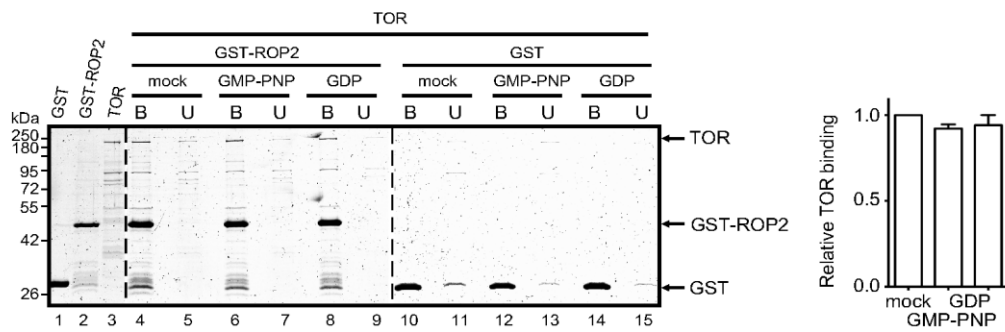 TOR
GST-ROP2 GST
mock GMP-PNP GDP mock GMP-PNP GDP
GST GST-ROP2 TOR B U B U B U B U B U B U
kDa
250
180
95
72
55
42
26
TOR
GST-ROP2
GST
1 2 3 4 5 6 7 8 9 10 11 12 13 14 15
Relative TOR binding
1.0
0.5
0.0
mock GDP
GMP-PNP